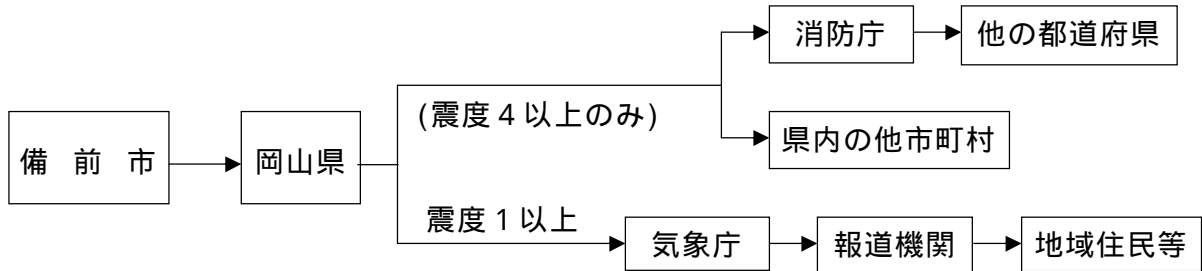 消防庁
他の都道府県
(震度４以上のみ)
備 前 市
岡山県
県内の他市町村
震度１以上
気象庁
報道機関
地域住民等